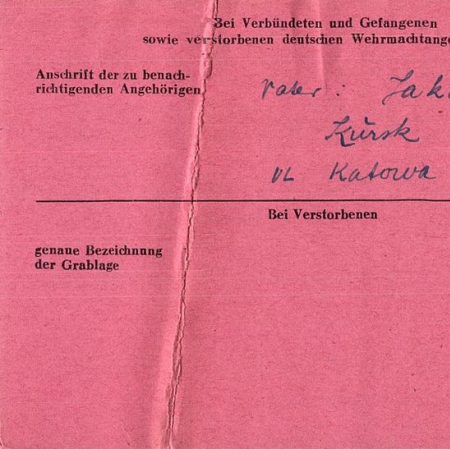 Bei Verbündeten und Gefangenen
sowie verstorbenen deutschen Wehrmachtange
Anschrift der zu benach-
richtigenden Angehörigen
Vater : Jak
Kursk
ul Katowa
Bei Verstorbenen
genaue Bezeichnung
der Grablage